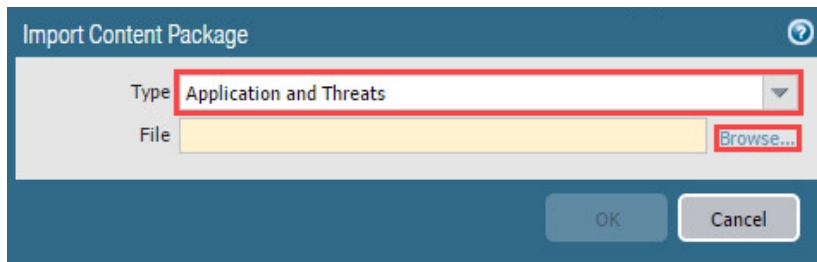 Import Content Package
Type Application and Threats
File Browse...
OK Cancel